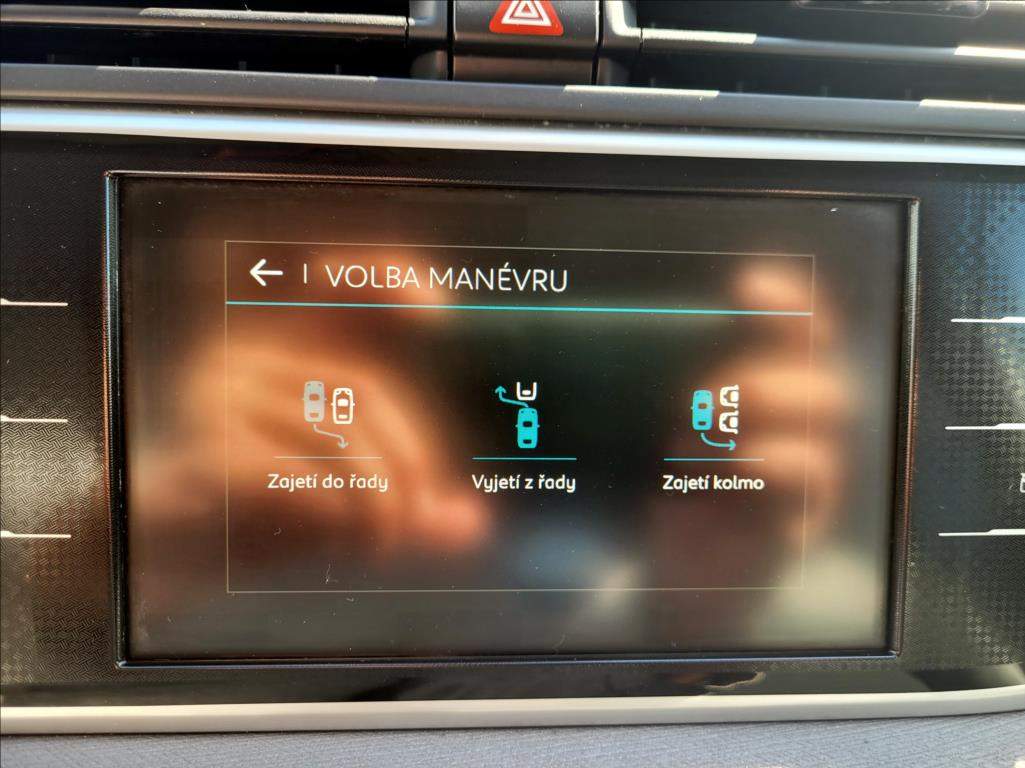 VOLBA MANÉVRU
Zajetí do řady
Vyjetí z řady
Zajetí kolmo